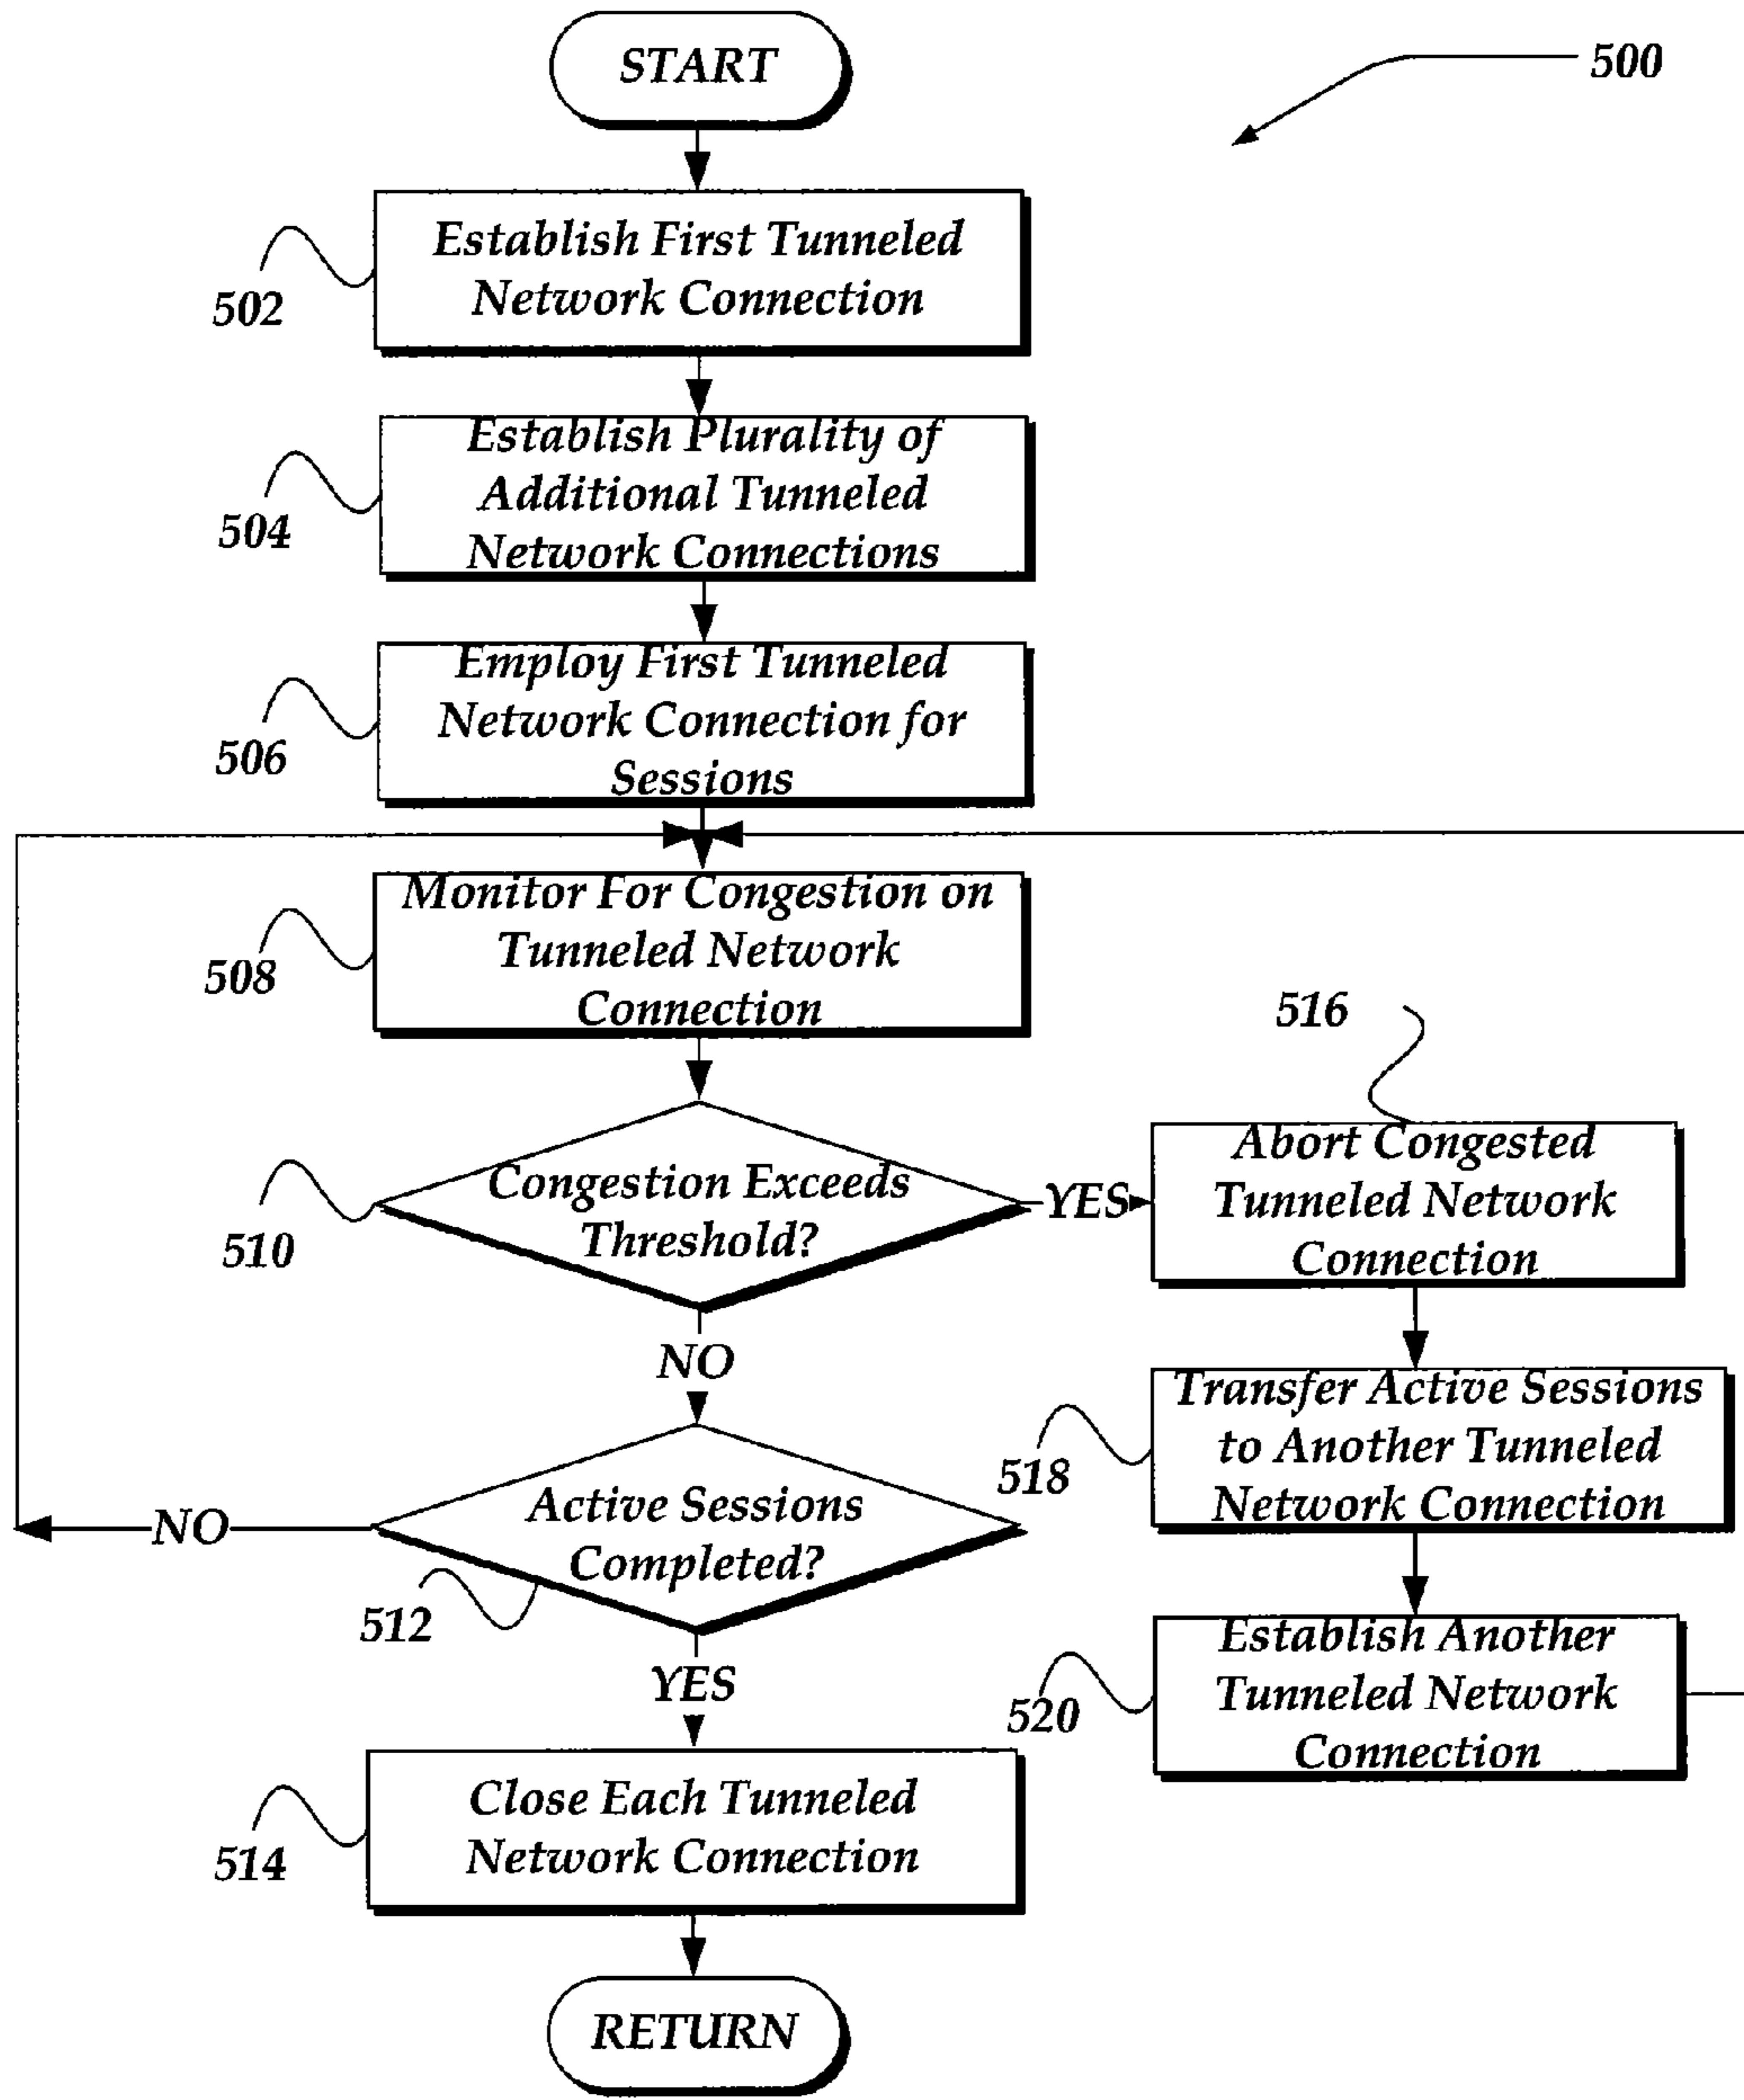 START
500
Establish First Tunneled
Network Connection
502
Establish Plurality of
Additional Tunneled
Network Connections
504
Employ First Tunneled
Network Connection for
Sessions
506
Monitor For Congestion on
Tunneled Network
Connection
508
Congestion Exceeds
Threshold?
510
YES
516
Abort Congested
Tunneled Network
Connection
NO
Transfer Active Sessions
to Another Tunneled
Network Connection
518
Active Sessions
Completed?
NO
512
YES
Establish Another
Tunneled Network
Connection
520
Close Each Tunneled
Network Connection
514
RETURN